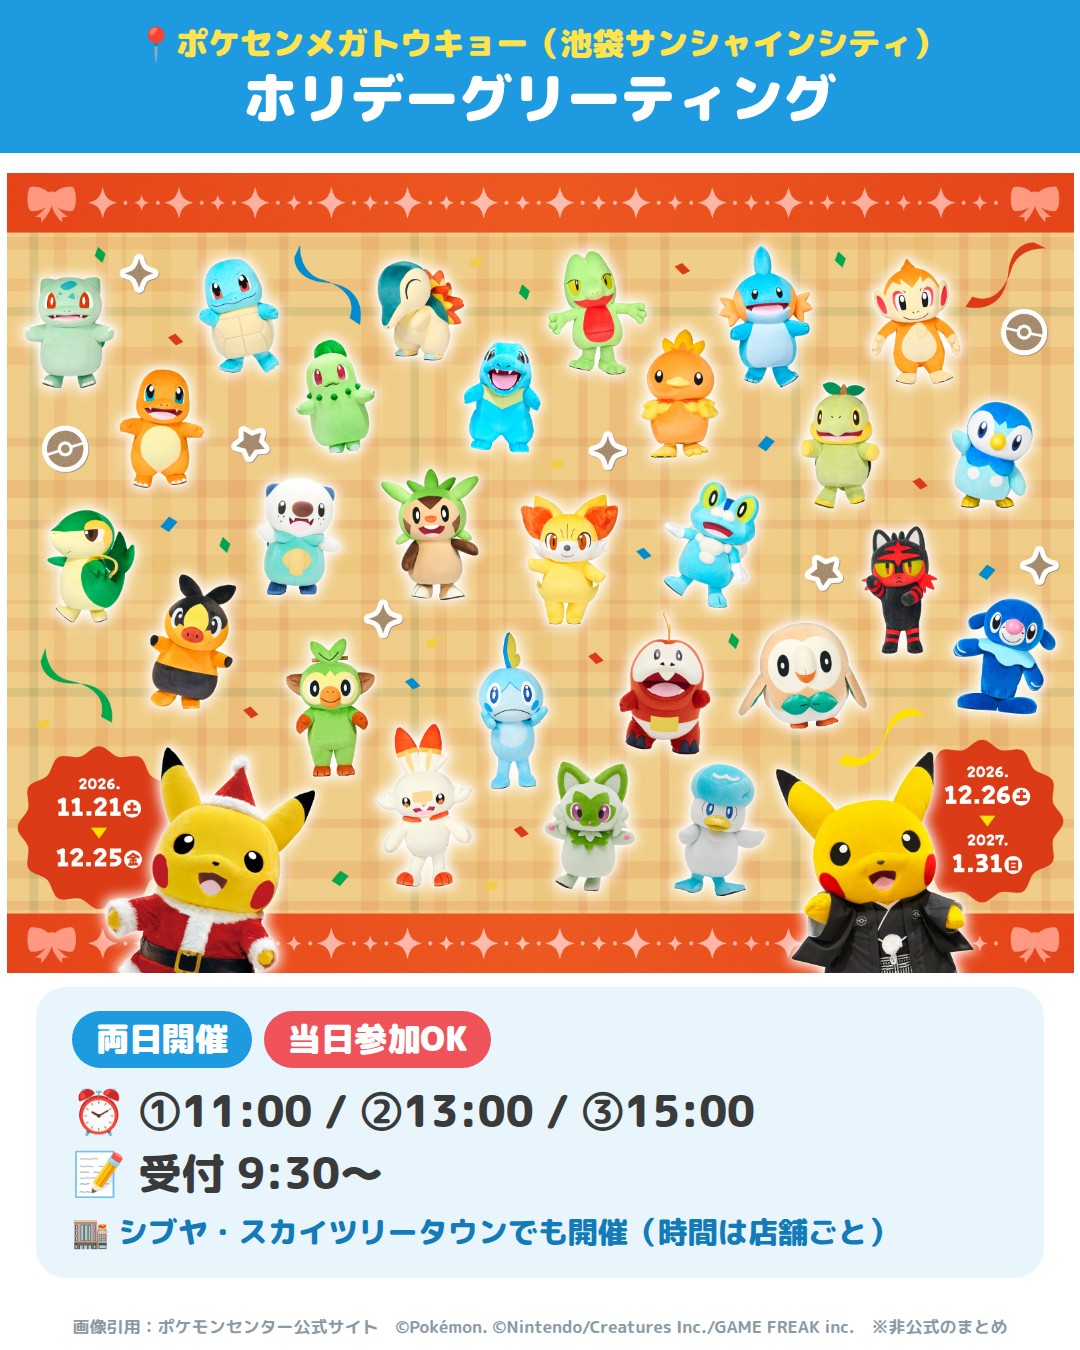 📍ポケセンメガトウキョー（池袋サンシャインシティ）
ホリデーグリーティング
2026.
11.21土
12.25金
2026.
12.26土
2027.
1.31日
両日開催
当日参加OK
⏰ ①11:00 / ②13:00 / ③15:00
📝 受付 9:30〜
🏬 シブヤ・スカイツリータウンでも開催（時間は店舗ごと）
画像引用：ポケモンセンター公式サイト　©Pokémon. ©Nintendo/Creatures Inc./GAME FREAK inc.　※非公式のまとめ